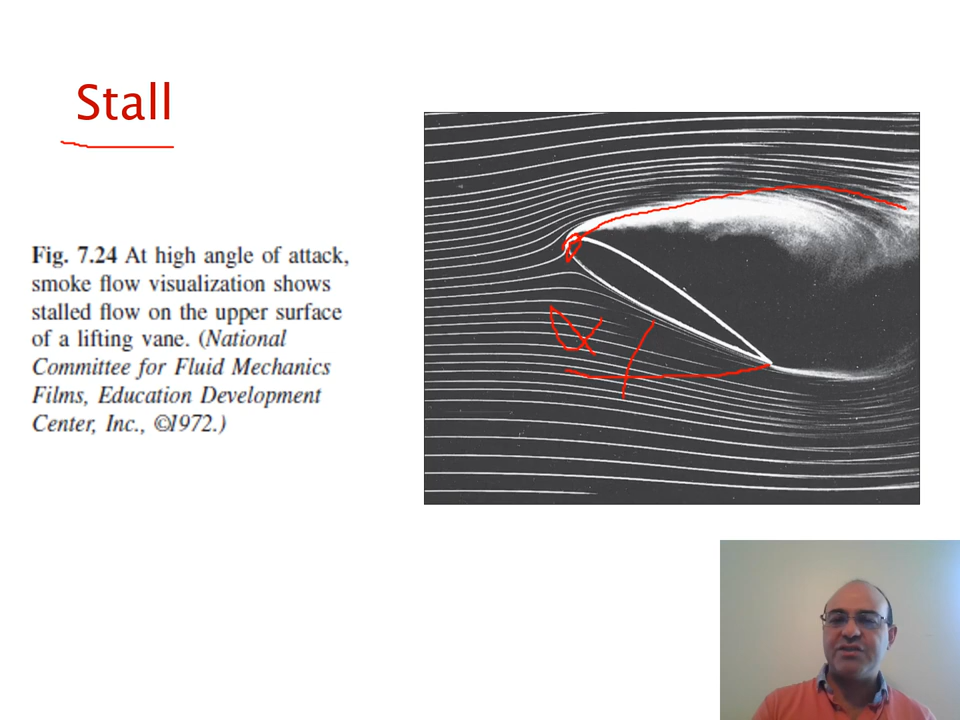 Stall
Fig. 7.24 At high angle of attack,
smoke flow visualization shows
stalled flow on the upper surface
of a lifting vane. (National
Committee for Fluid Mechanics
Films, Education Development
Center, Inc., ©1972.)
α